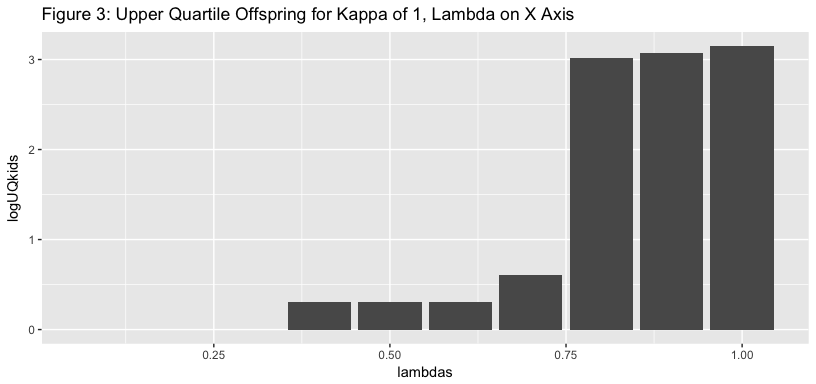 Figure 3: Upper Quartile Offspring for Kappa of 1, Lambda on X Axis
logUQkids
3
2
1
0
0.25 0.50 0.75 1.00
lambdas